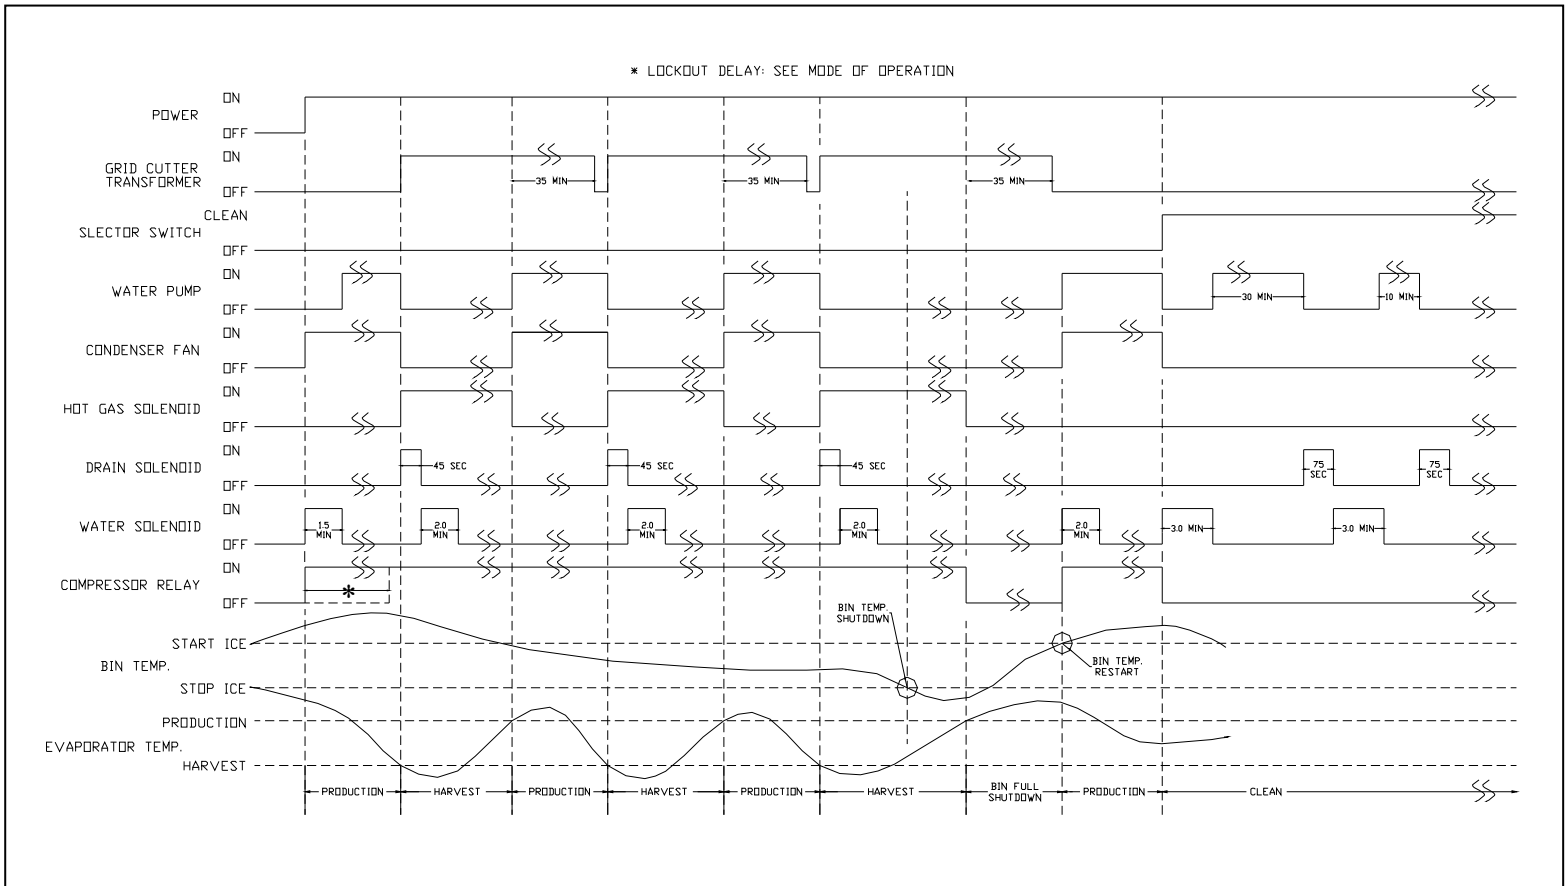 * LOCKOUT DELAY: SEE MODE OF OPERATION
POWER
ON
OFF
GRID CUTTER
TRANSFORMER
ON
OFF
35 MIN
35 MIN
35 MIN
SLECTOR SWITCH
CLEAN
OFF
WATER PUMP
ON
OFF
30 MIN
10 MIN
CONDENSER FAN
ON
OFF
HOT GAS SOLENOID
ON
OFF
DRAIN SOLENOID
ON
OFF
45 SEC
45 SEC
45 SEC
75
SEC
75
SEC
WATER SOLENOID
ON
OFF
1.5
MIN
2.0
MIN
2.0
MIN
2.0
MIN
2.0
MIN
3.0 MIN
3.0 MIN
COMPRESSOR RELAY
ON
OFF
*
BIN TEMP.
SHUTDOWN
BIN TEMP.
START ICE
STOP ICE
BIN TEMP.
RESTART
EVAPORATOR TEMP.
PRODUCTION
HARVEST
PRODUCTION
HARVEST
PRODUCTION
HARVEST
PRODUCTION
HARVEST
BIN FULL
SHUTDOWN
PRODUCTION
CLEAN